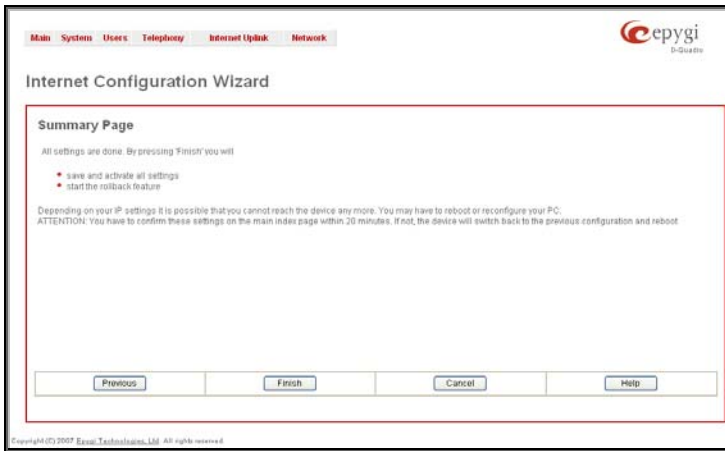 Main System Users Telephony Internet Uplink Network
epygi
D-Quadro
Internet Configuration Wizard
Summary Page
All settings are done. By pressing 'Finish' you will
save and activate all settings
start the rollback feature
Depending on your IP settings it is possible that you cannot reach the device any more. You may have to reboot or reconfigure your PC.
ATTENTION: You have to confirm these settings on the main index page within 20 minutes. If not, the device will switch back to the previous configuration and reboot
Previous Finish Cancel Help
Copyright (C) 2007 Epygi Technologies, Ltd. All rights reserved.